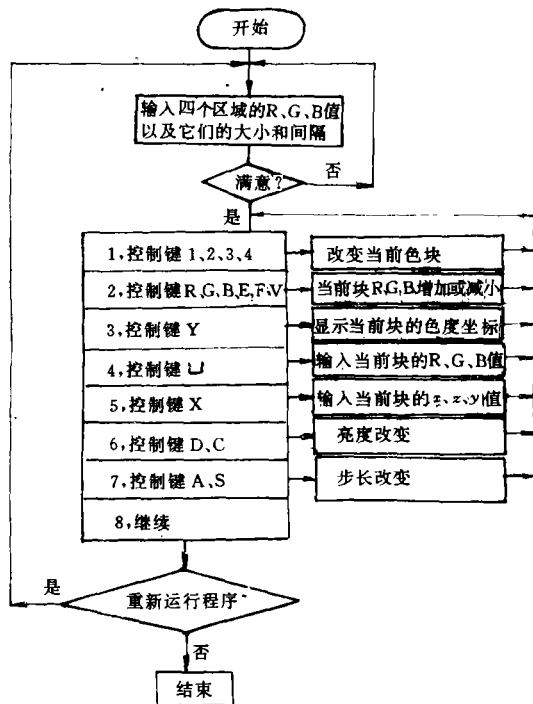 开始
输入四个区域的R、G、B值
以及它们的大小和间隔
满意?
否
是
1,控制键 1、2、3、4
改变当前色块
2,控制键R、G、B、E、F、V
当前块R,G,B增加或减小
3,控制键 Y
显示当前块的色度坐标
4,控制键 ⊔
输入当前块的R、G、B值
5,控制键 X
输入当前块的 z、y值
6,控制键 D、C
亮度改变
7,控制键 A、S
步长改变
8,继续
是
重新运行程序
否
结束